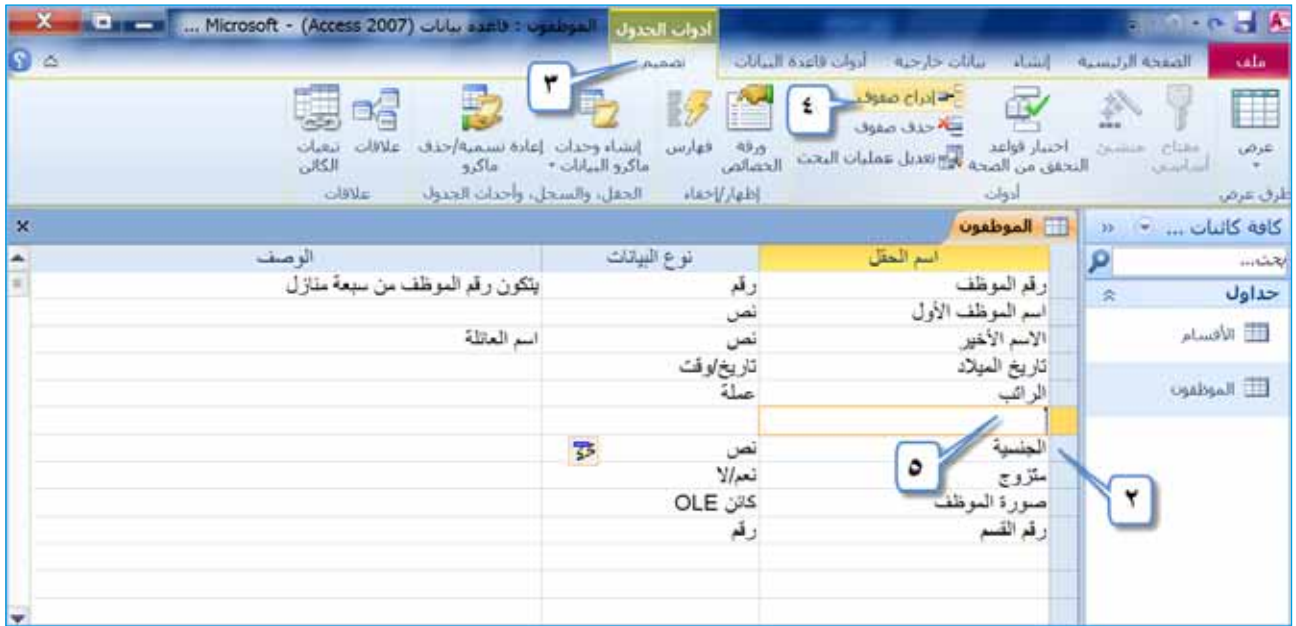 الموظفون : قاعدة بيانات (Access 2007) - Microsoft ...
أدوات الجدول
ملف
الصفحة الرئيسية
إنشاء
بيانات خارجية
أدوات قاعدة البيانات
تصميم
٣
عرض
مفتاح أساسي
منشئ
اختبار قواعد التحقق من الصحة
إدراج صفوف
حذف صفوف
تعديل عمليات البحث
٤
ورقة الخصائص
فهارس
إنشاء وحدات ماكرو البيانات
إعادة تسمية/حذف ماكرو
علاقات
تبعيات الكائن
طرق عرض
أدوات
إظهار/إخفاء
الحقل، والسجل، وأحداث الجدول
علاقات
كافة كائنات ...
بحث...
جداول
الأقسام
الموظفون
الموظفون
اسم الحقل نوع البيانات الوصف
رقم الموظف رقم يتكون رقم الموظف من سبعة منازل
اسم الموظف الأول نص
الاسم الأخير نص اسم العائلة
تاريخ الميلاد تاريخ/وقت
الراتب عملة
الجنسية نص
متزوج نعم/لا
صورة الموظف كائن OLE
رقم القسم رقم
٥
٢